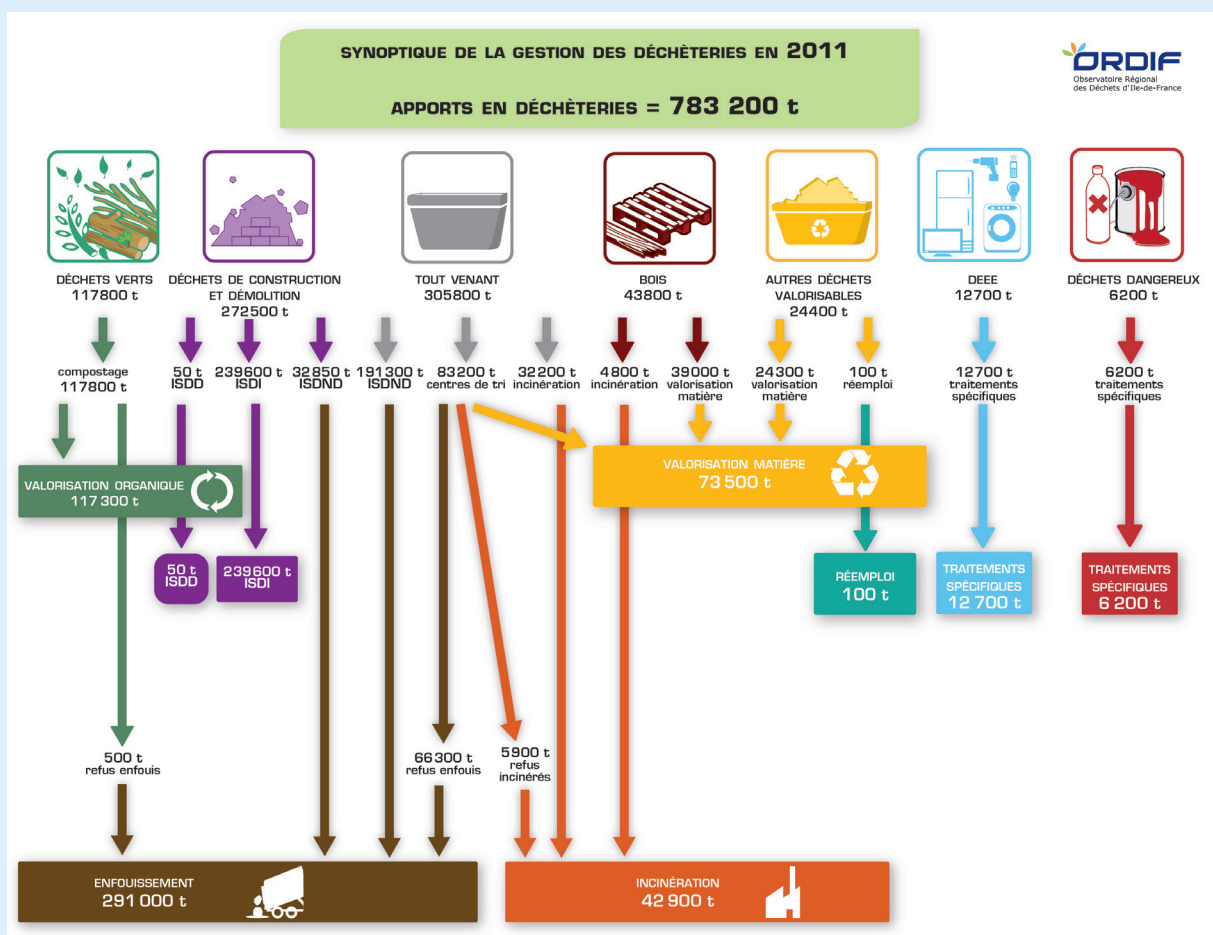 SYNOPTIQUE DE LA GESTION DES DÉCHÈTERIES EN 2011
APPORTS EN DÉCHÈTERIES = 783 200 t
ORDIF
Observatoire Régional
des Déchets d'Ile-de-France
DÉCHETS VERTS
117800 t
DÉCHETS DE CONSTRUCTION
ET DÉMOLITION
272500 t
TOUT VENANT
305800 t
BOIS
43800 t
AUTRES DÉCHETS
VALORISABLES
24400 t
DEEE
12700 t
DÉCHETS DANGEREUX
6200 t
compostage
117800 t
50 t
ISDD
239600 t
ISDI
32850 t
ISDND
191300 t
ISDND
83200 t
centres de tri
32200 t
incinération
4800 t
incinération
39000 t
valorisation
matière
24300 t
valorisation
matière
100 t
réemploi
12700 t
traitements
spécifiques
6200 t
traitements
spécifiques
VALORISATION ORGANIQUE
117 300 t
VALORISATION MATIÈRE
73 500 t
50 t
ISDD
239600 t
ISDI
RÉEMPLOI
100 t
TRAITEMENTS
SPÉCIFIQUES
12 700 t
TRAITEMENTS
SPÉCIFIQUES
6 200 t
500 t
refus enfouis
66 300 t
refus enfouis
5900 t
refus
incinérés
ENFOUISSEMENT
291 000 t
INCINÉRATION
42 900 t